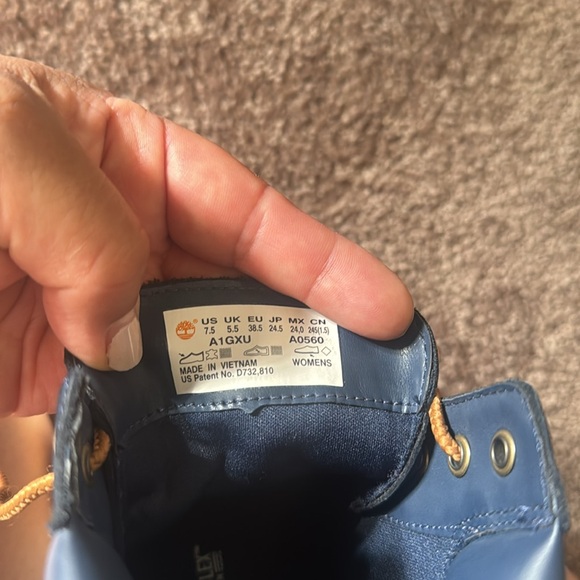 US UK EU JP MX CN
7.5 5.5 38.5 24.5 24,0 245(1.5)
A1GXU A0560
MADE IN VIETNAM WOMENS
US Patent No. D732,810
LEX